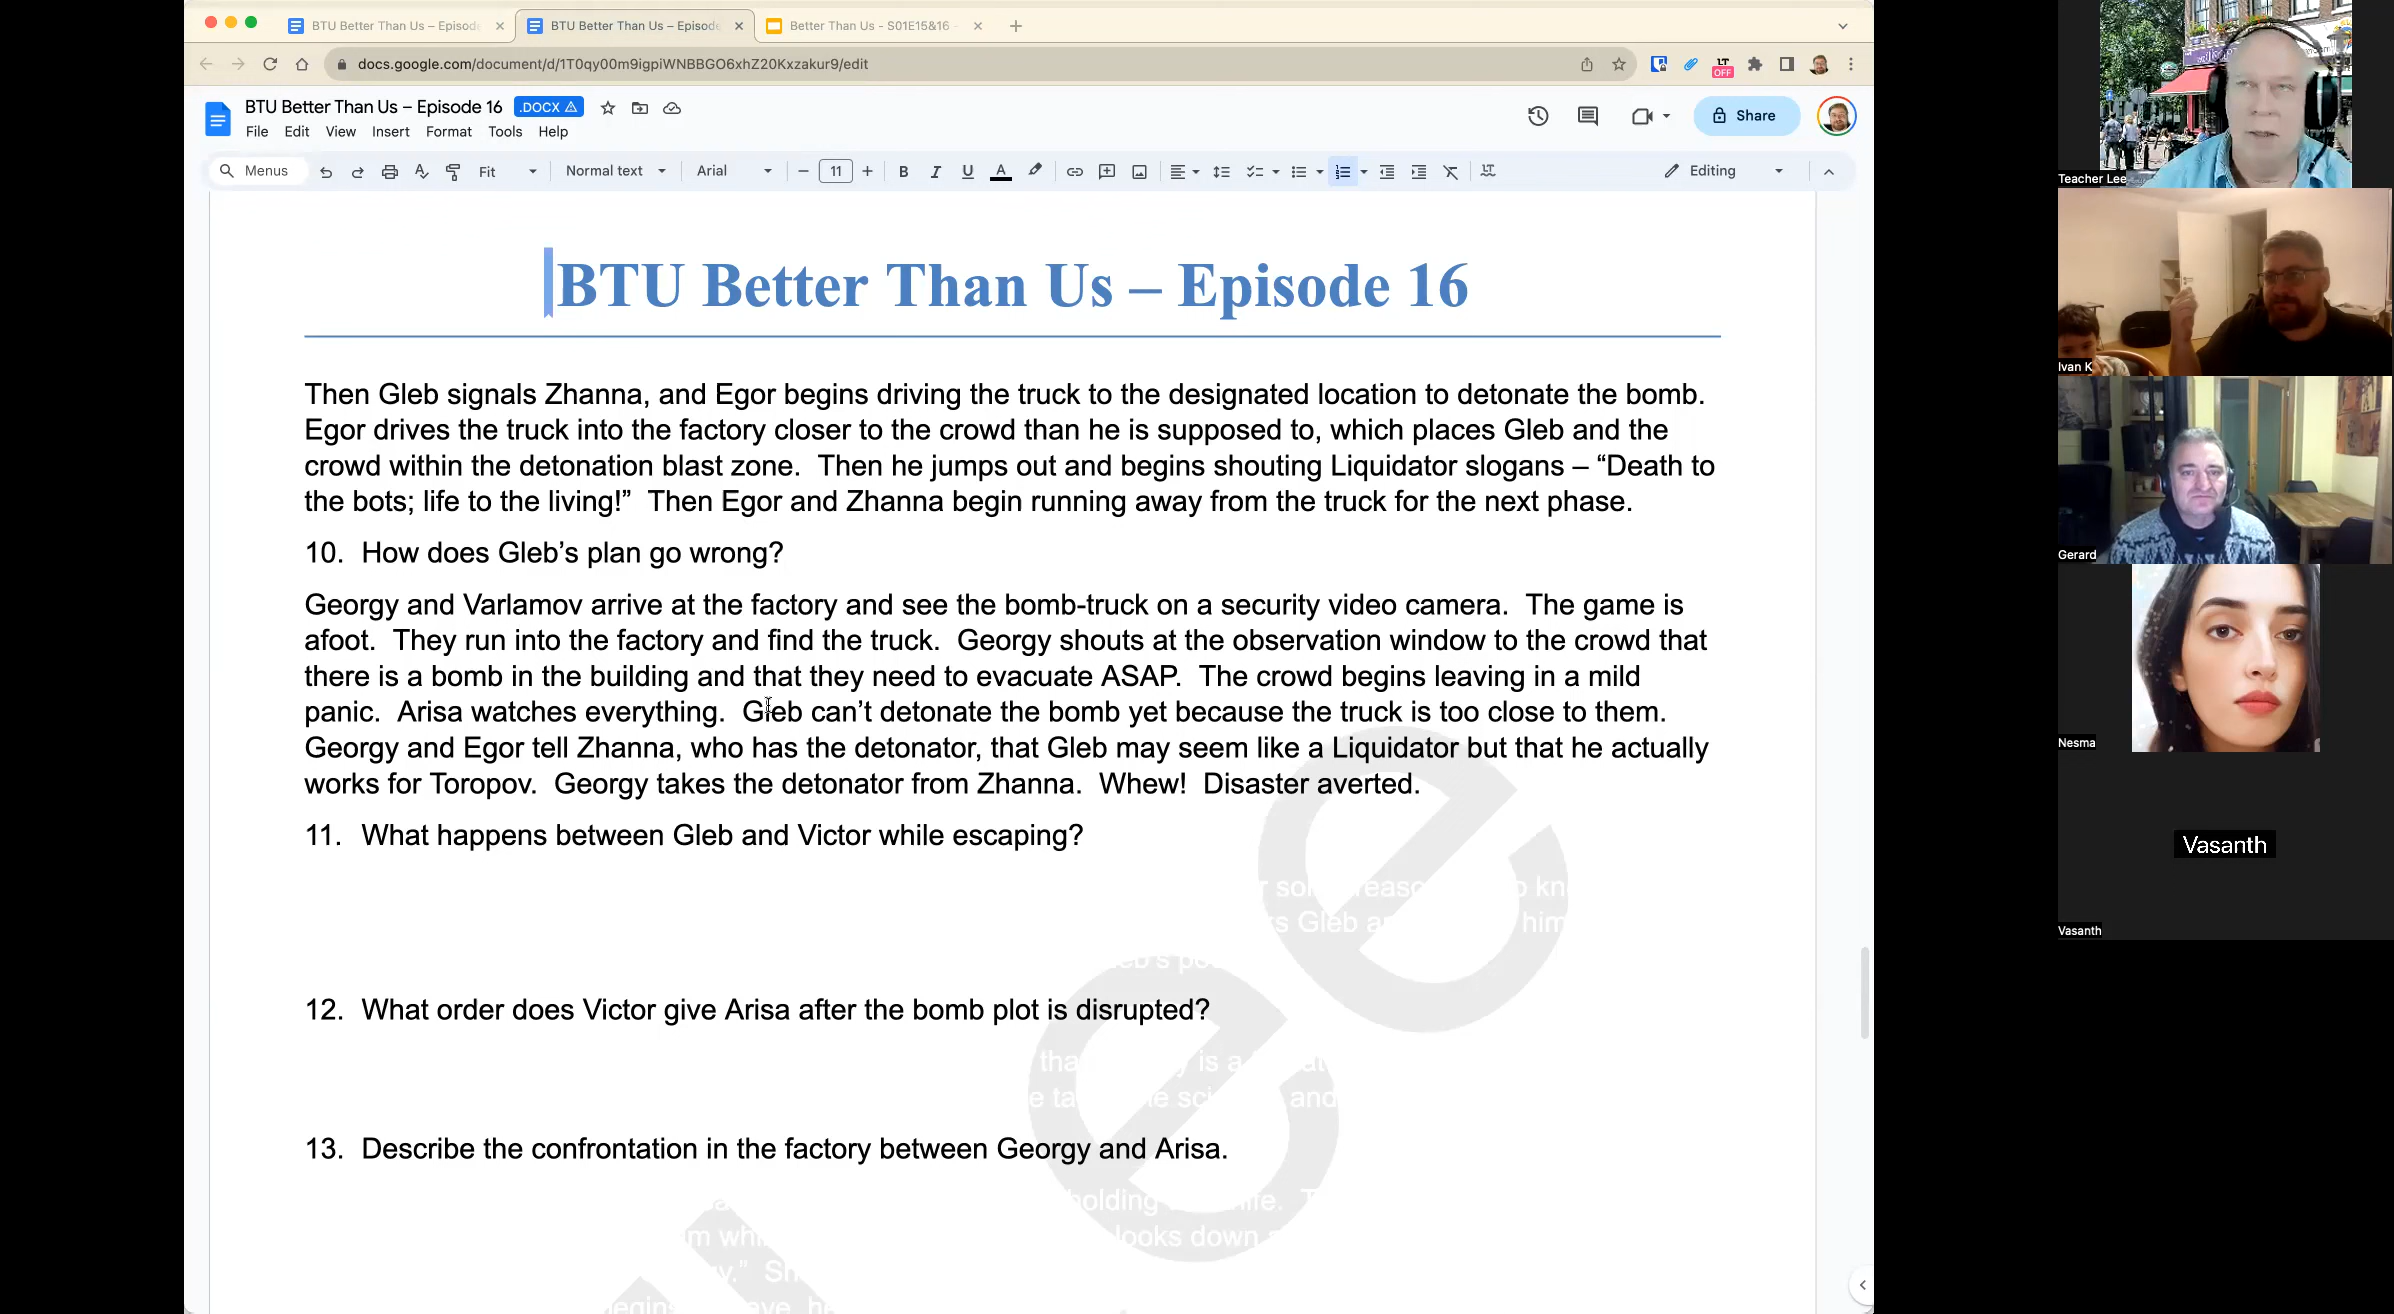 BTU Better Than Us – Episode
BTU Better Than Us – Episode
Better Than Us - S01E15&16 -
docs.google.com/document/d/1T0qy00m9igpiWNBBGO6xhZ20Kxzakur9/edit
LT
OFF
BTU Better Than Us – Episode 16
.DOCX
File Edit View Insert Format Tools Help
Share
Menus
Fit
Normal text
Arial
11
B I U A
Editing
BTU Better Than Us – Episode 16
Then Gleb signals Zhanna, and Egor begins driving the truck to the designated location to detonate the bomb.
Egor drives the truck into the factory closer to the crowd than he is supposed to, which places Gleb and the
crowd within the detonation blast zone.  Then he jumps out and begins shouting Liquidator slogans – “Death to
the bots; life to the living!”  Then Egor and Zhanna begin running away from the truck for the next phase.
10. How does Gleb’s plan go wrong?
Georgy and Varlamov arrive at the factory and see the bomb-truck on a security video camera.  The game is
afoot.  They run into the factory and find the truck.  Georgy shouts at the observation window to the crowd that
there is a bomb in the building and that they need to evacuate ASAP.  The crowd begins leaving in a mild
panic.  Arisa watches everything.  Gleb can’t detonate the bomb yet because the truck is too close to them.
Georgy and Egor tell Zhanna, who has the detonator, that Gleb may seem like a Liquidator but that he actually
works for Toropov.  Georgy takes the detonator from Zhanna.  Whew!  Disaster averted.
11. What happens between Gleb and Victor while escaping?
Gleb
him
12. What order does Victor give Arisa after the bomb plot is disrupted?
is a
and
13. Describe the confrontation in the factory between Georgy and Arisa.
holding
looks down
Teacher Lee
Ivan K
Gerard
Nesma
Vasanth
Vasanth